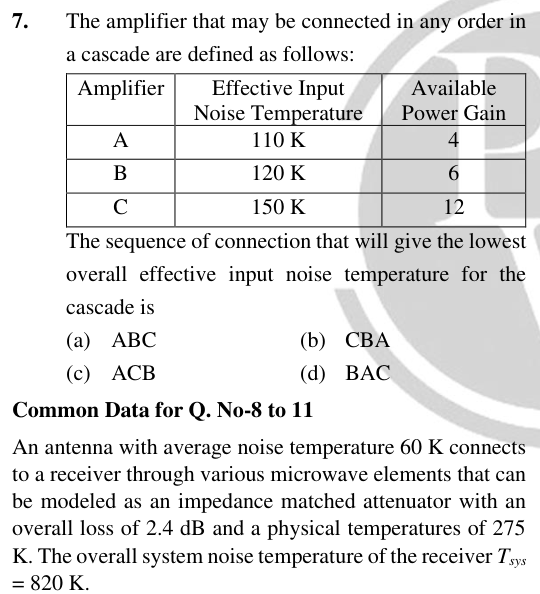 7. The amplifier that may be connected in any order in
a cascade are defined as follows:
Amplifier Effective Input Noise Temperature Available Power Gain
A 110 K 4
B 120 K 6
C 150 K 12
The sequence of connection that will give the lowest
overall effective input noise temperature for the
cascade is
(a) ABC (b) CBA
(c) ACB (d) BAC
Common Data for Q. No-8 to 11
An antenna with average noise temperature 60 K connects
to a receiver through various microwave elements that can
be modeled as an impedance matched attenuator with an
overall loss of 2.4 dB and a physical temperatures of 275
K. The overall system noise temperature of the receiver Tsys
= 820 K.